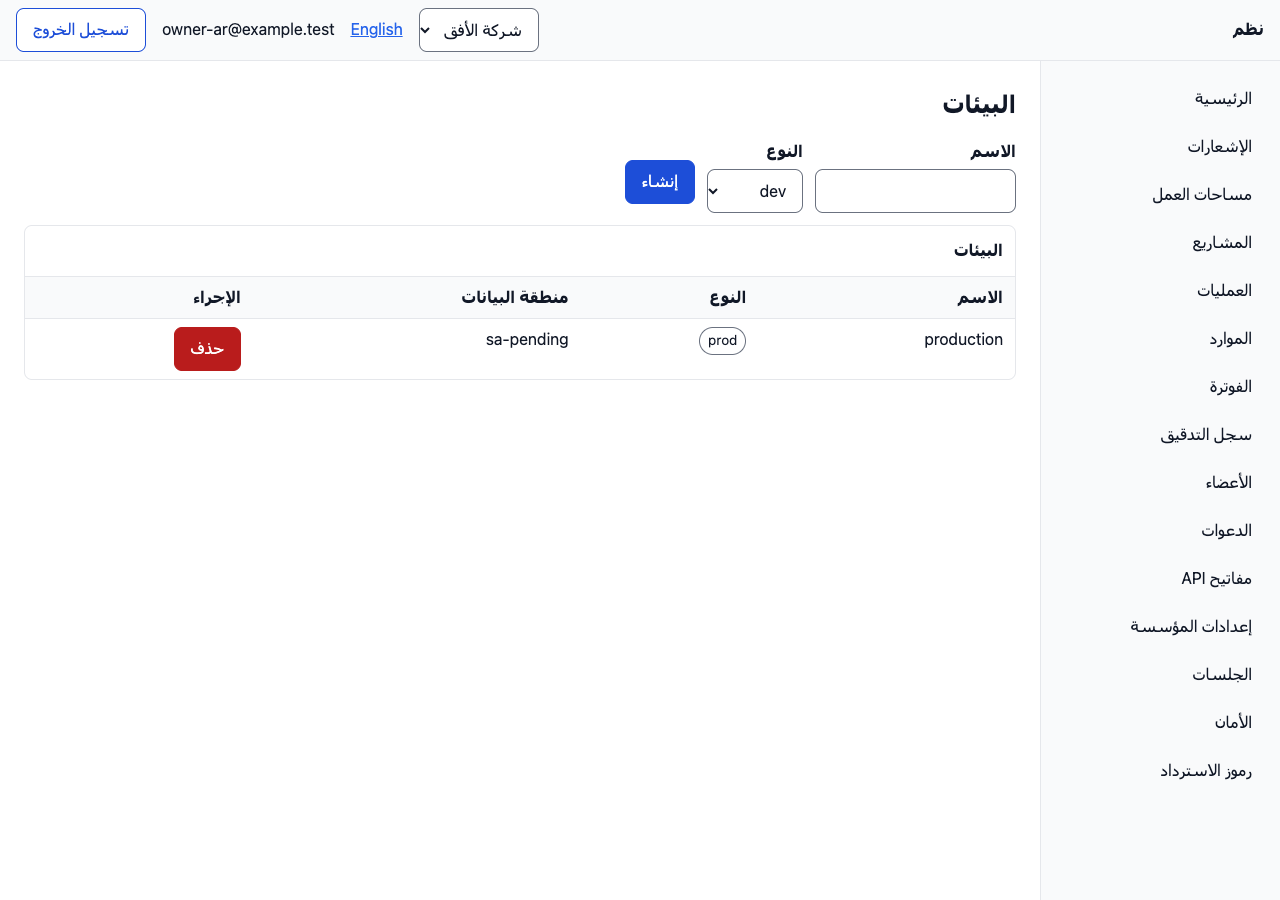 نظم
شركة الأفق English owner-ar@example.test تسجيل الخروج
الرئيسية
الإشعارات
مساحات العمل
المشاريع
العمليات
الموارد
الفوترة
سجل التدقيق
الأعضاء
الدعوات
مفاتيح API
إعدادات المؤسسة
الجلسات
الأمان
رموز الاسترداد
البيئات
الاسم النوع
dev إنشاء
البيئات
الاسم النوع منطقة البيانات الإجراء
production prod sa-pending حذف